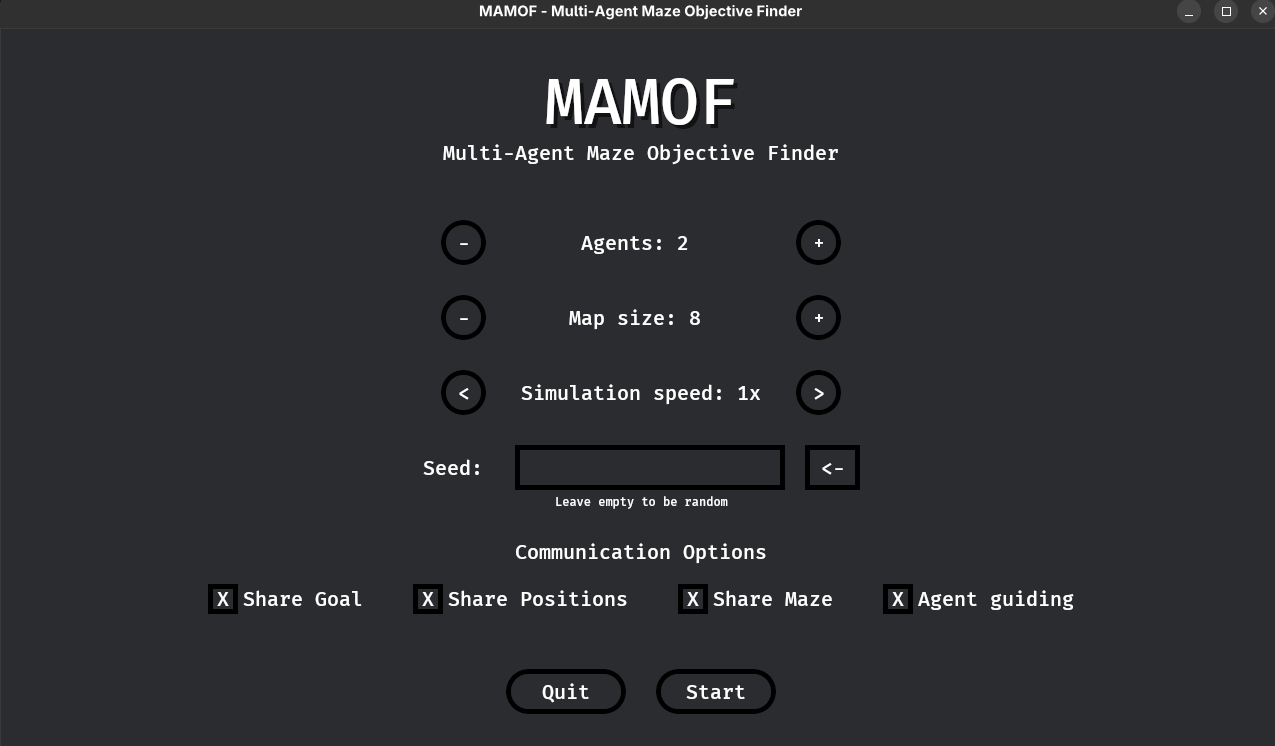 MAMOF - Multi-Agent Maze Objective Finder
MAMOF
Multi-Agent Maze Objective Finder
- Agents: 2 +
- Map size: 8 +
< Simulation speed: 1x >
Seed: <-
Leave empty to be random
Communication Options
X Share Goal X Share Positions X Share Maze X Agent guiding
Quit Start